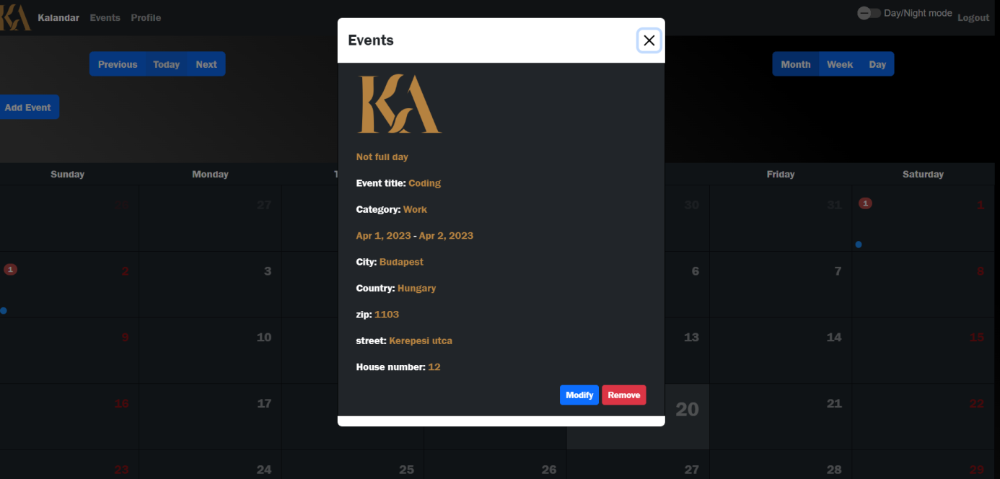 KA Kalandar Events Profile
Day/Night mode Logout
Events
Previous Today Next
Month Week Day
Add Event
KA
Not full day
Event title: Coding
Category: Work
Apr 1, 2023 - Apr 2, 2023
City: Budapest
Country: Hungary
zip: 1103
street: Kerepesi utca
House number: 12
Modify Remove
Sunday Monday Friday Saturday
27 30 31 1 1
1 2 3 6 7 8
9 10 13 14 15
16 17 20 21 22
23 24 25 26 27 28 29